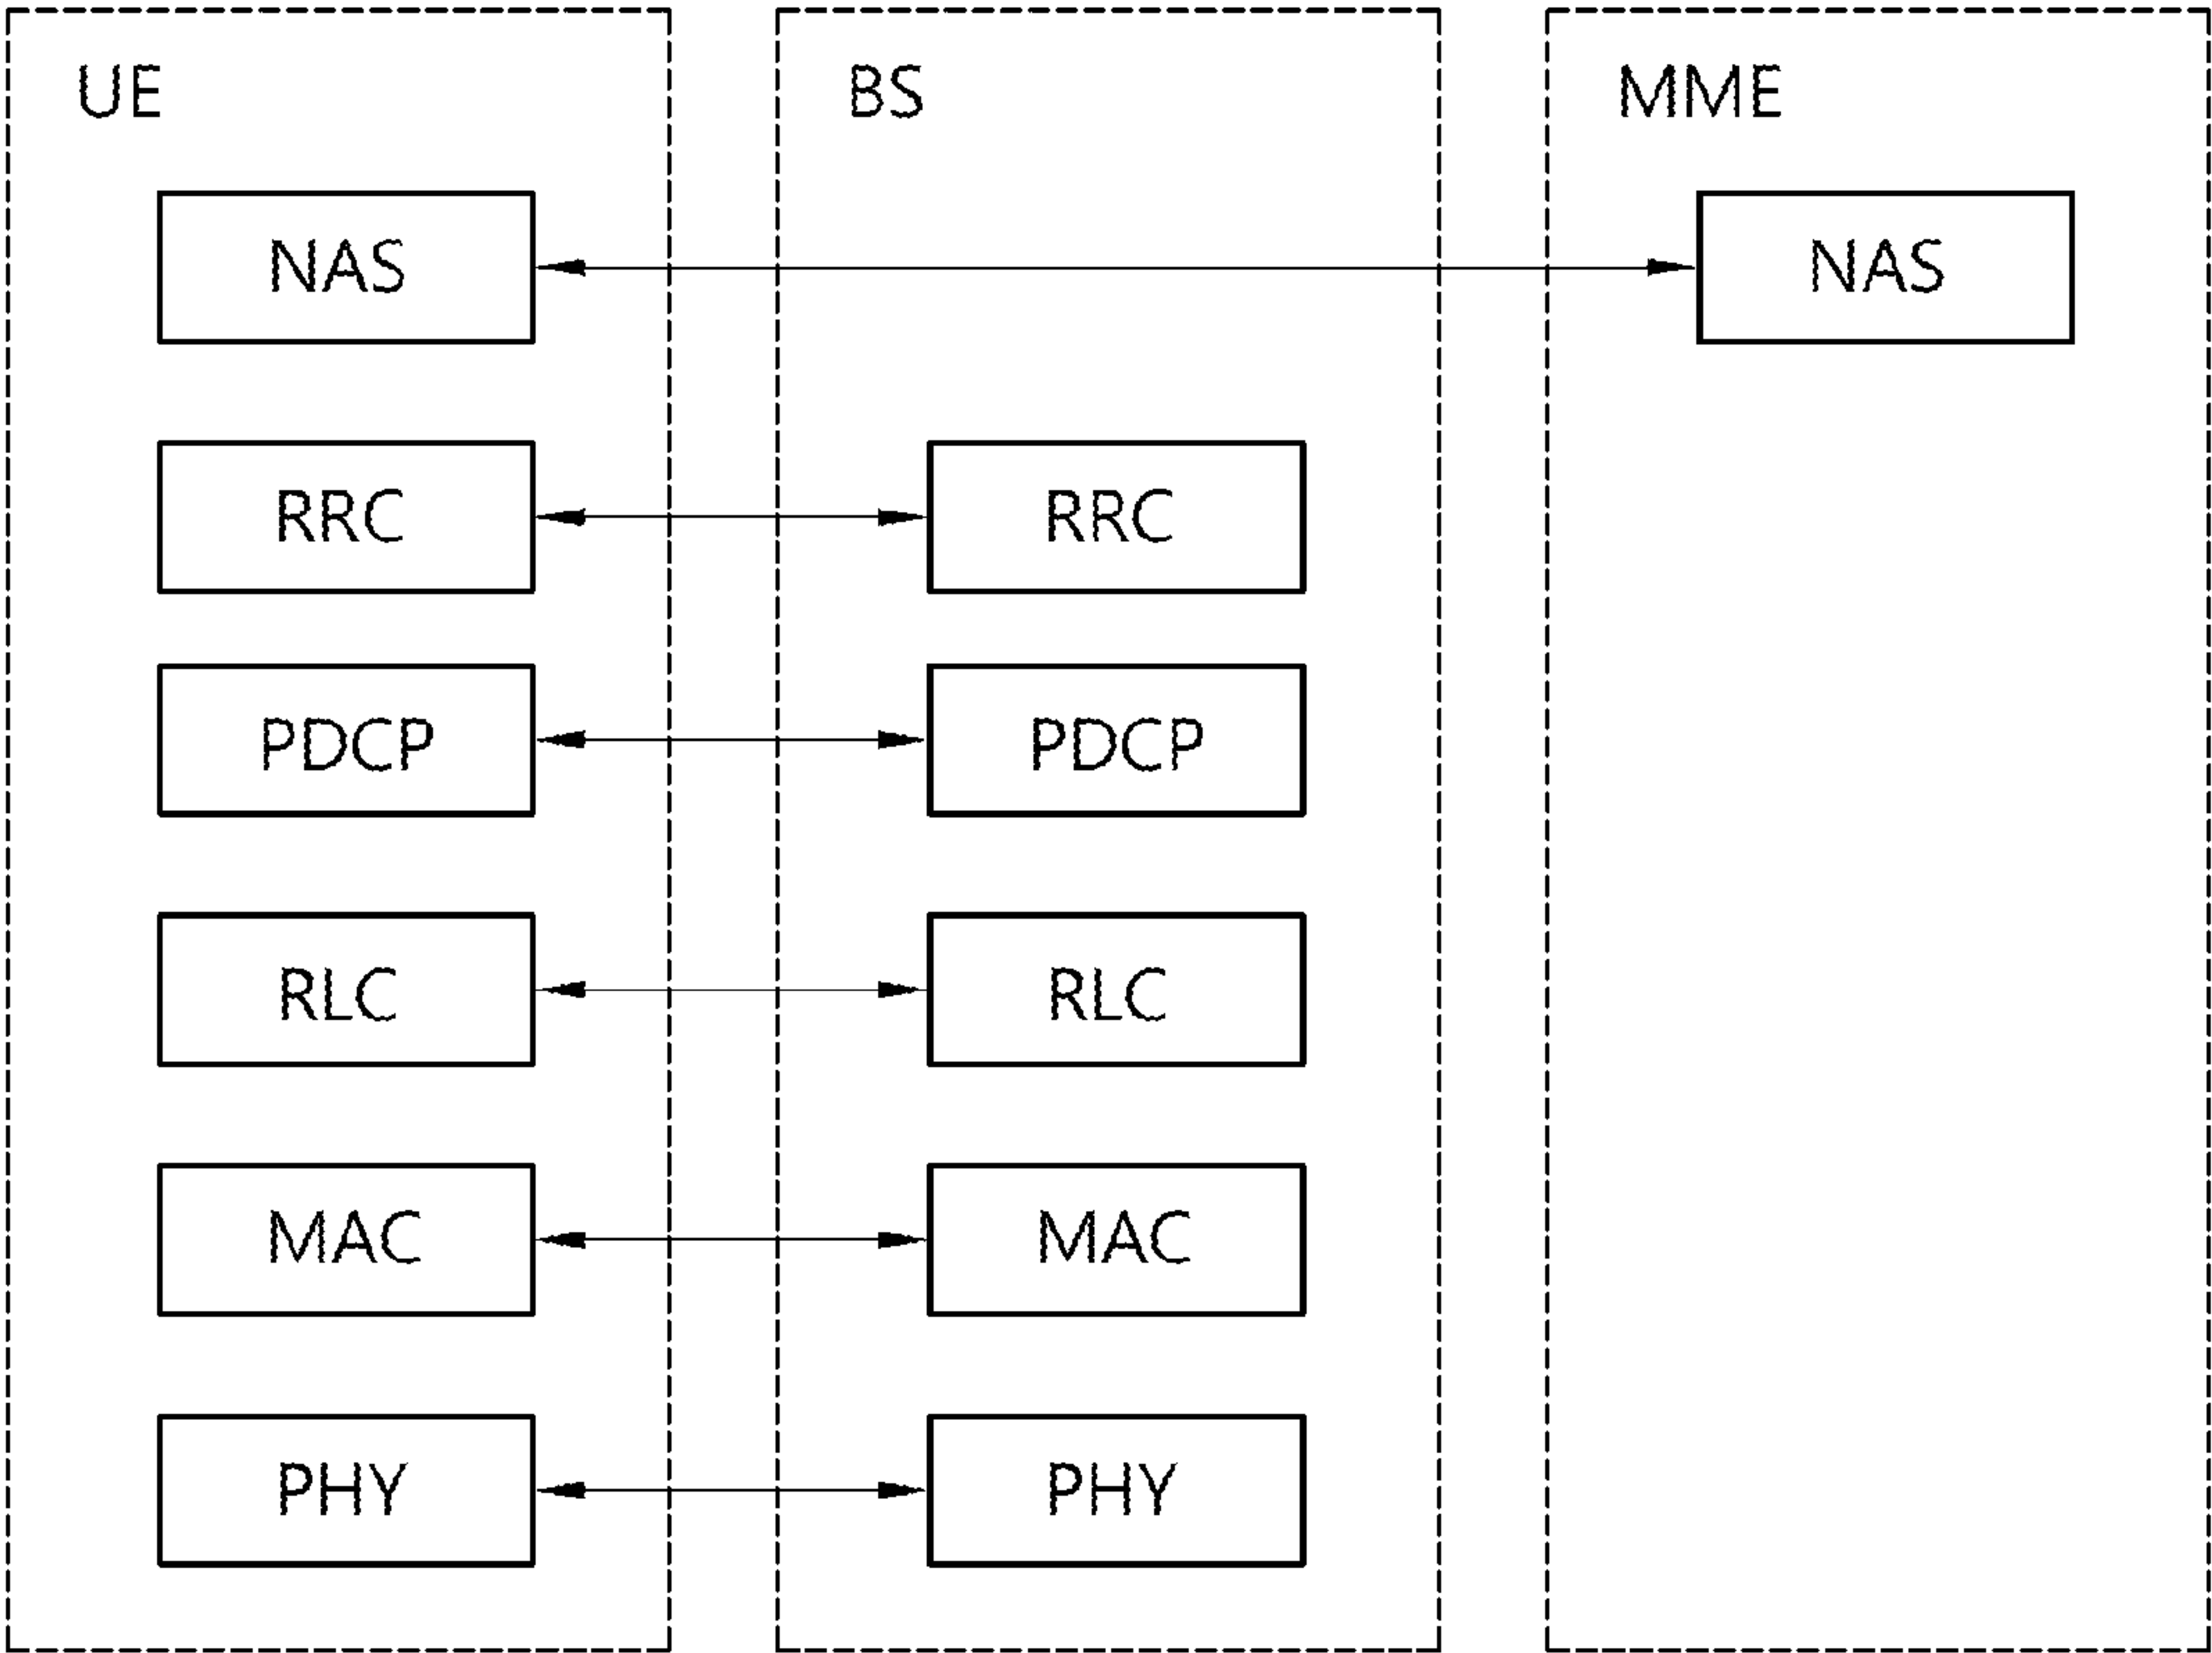 UE
BS
MME
NAS
NAS
RRC
RRC
PDCP
PDCP
RLC
RLC
MAC
MAC
PHY
PHY